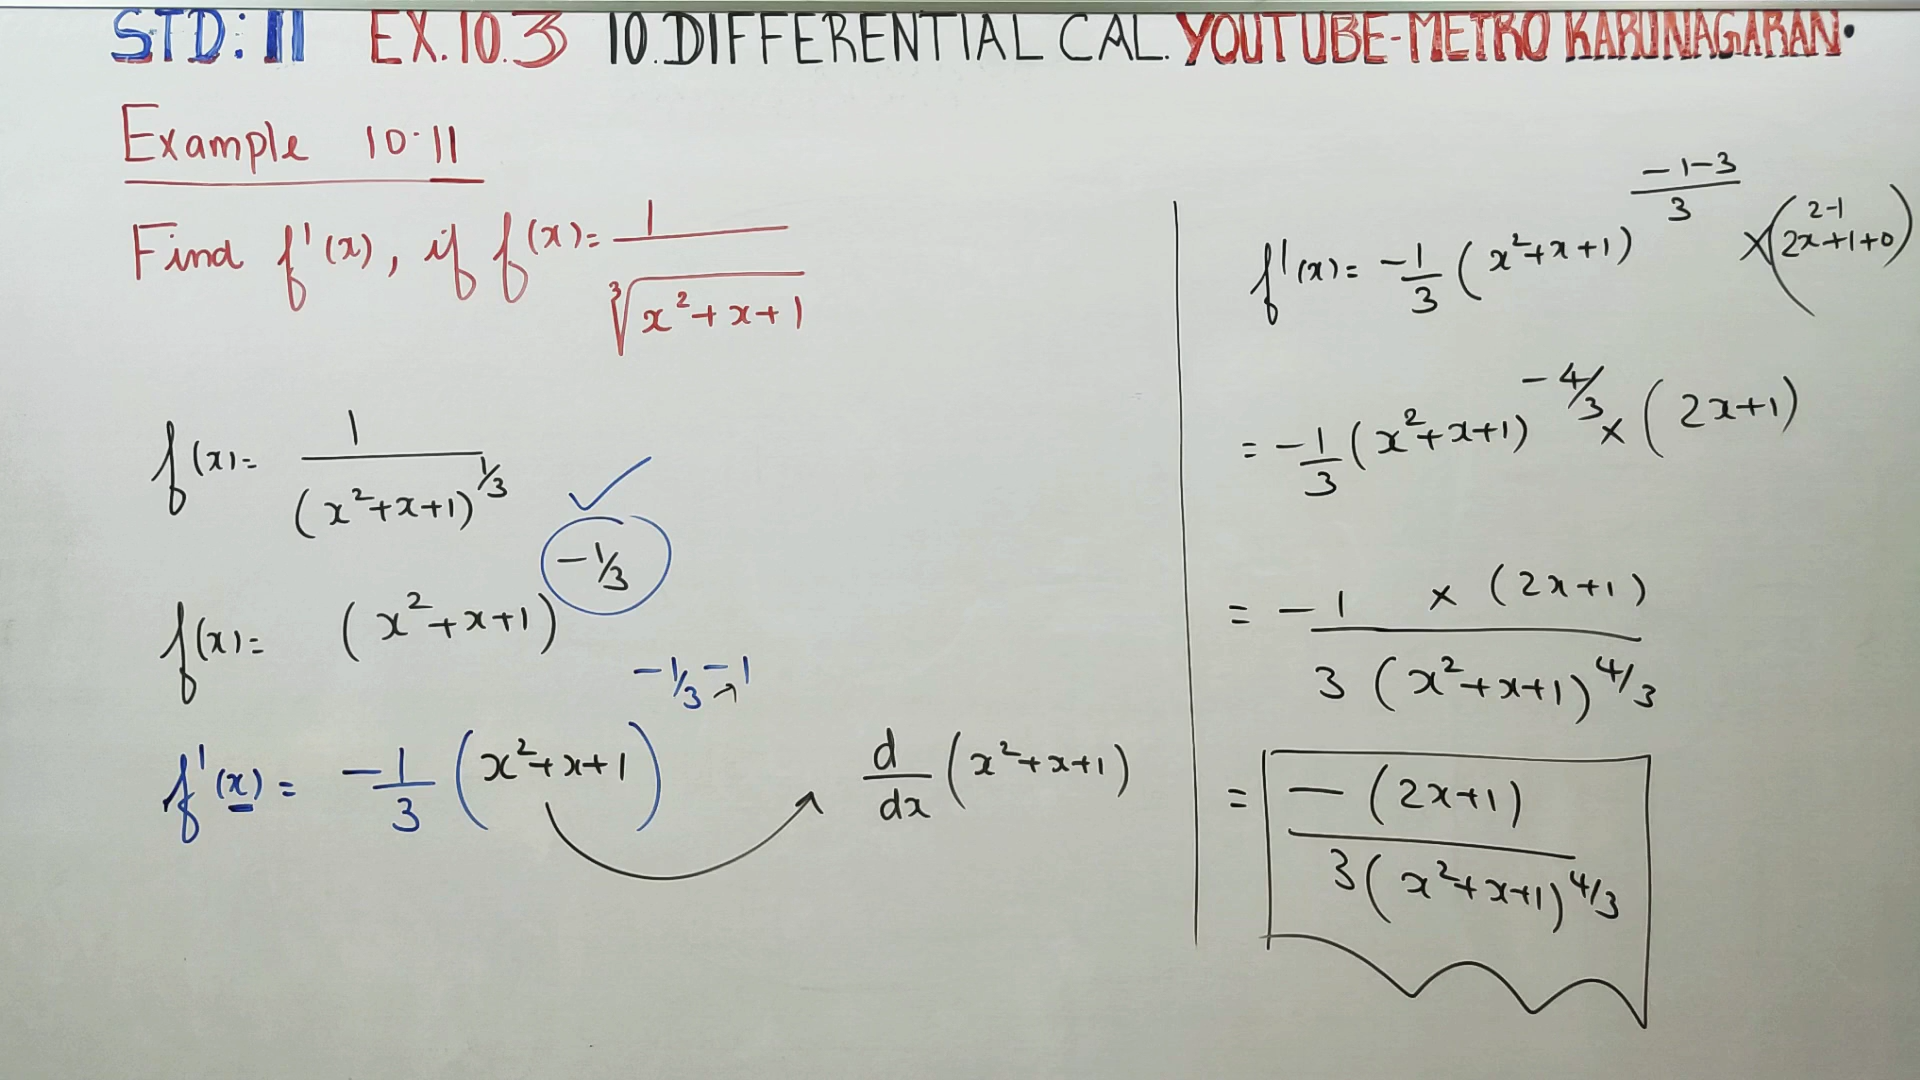 STD: 11 EX.10.3 10.DIFFERENTIAL CAL. YOUTUBE-METRO KARUNAGARAN.
Example 10.11
Find f'(x), if f(x)= 1/∛(x²+x+1)
f(x)= 1/(x²+x+1)^(1/3)
f(x)= (x²+x+1)^(-1/3) ✓
f'(x) = -1/3 (x²+x+1)^(-1/3 -1) d/dx (x²+x+1)
f'(x)= -1/3 (x²+x+1)^((-1-3)/3) × (2x^(2-1)+1+0)
= -1/3 (x²+x+1)^(-4/3) × (2x+1)
= -1 × (2x+1) / 3(x²+x+1)^(4/3)
= -(2x+1) / 3(x²+x+1)^(4/3)